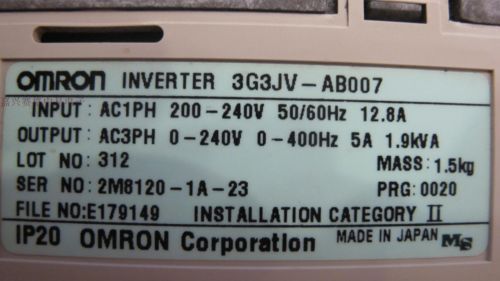 OMRON INVERTER 3G3JV-AB007
INPUT: AC1PH 200-240V 50/60Hz 12.8A
OUTPUT: AC3PH 0-240V 0-400Hz 5A 1.9kVA
LOT NO: 312 MASS: 1.5kg
SER NO: 2M8120-1A-23 PRG: 0020
FILE NO:E179149 INSTALLATION CATEGORY II
IP20 OMRON Corporation MADE IN JAPAN MS